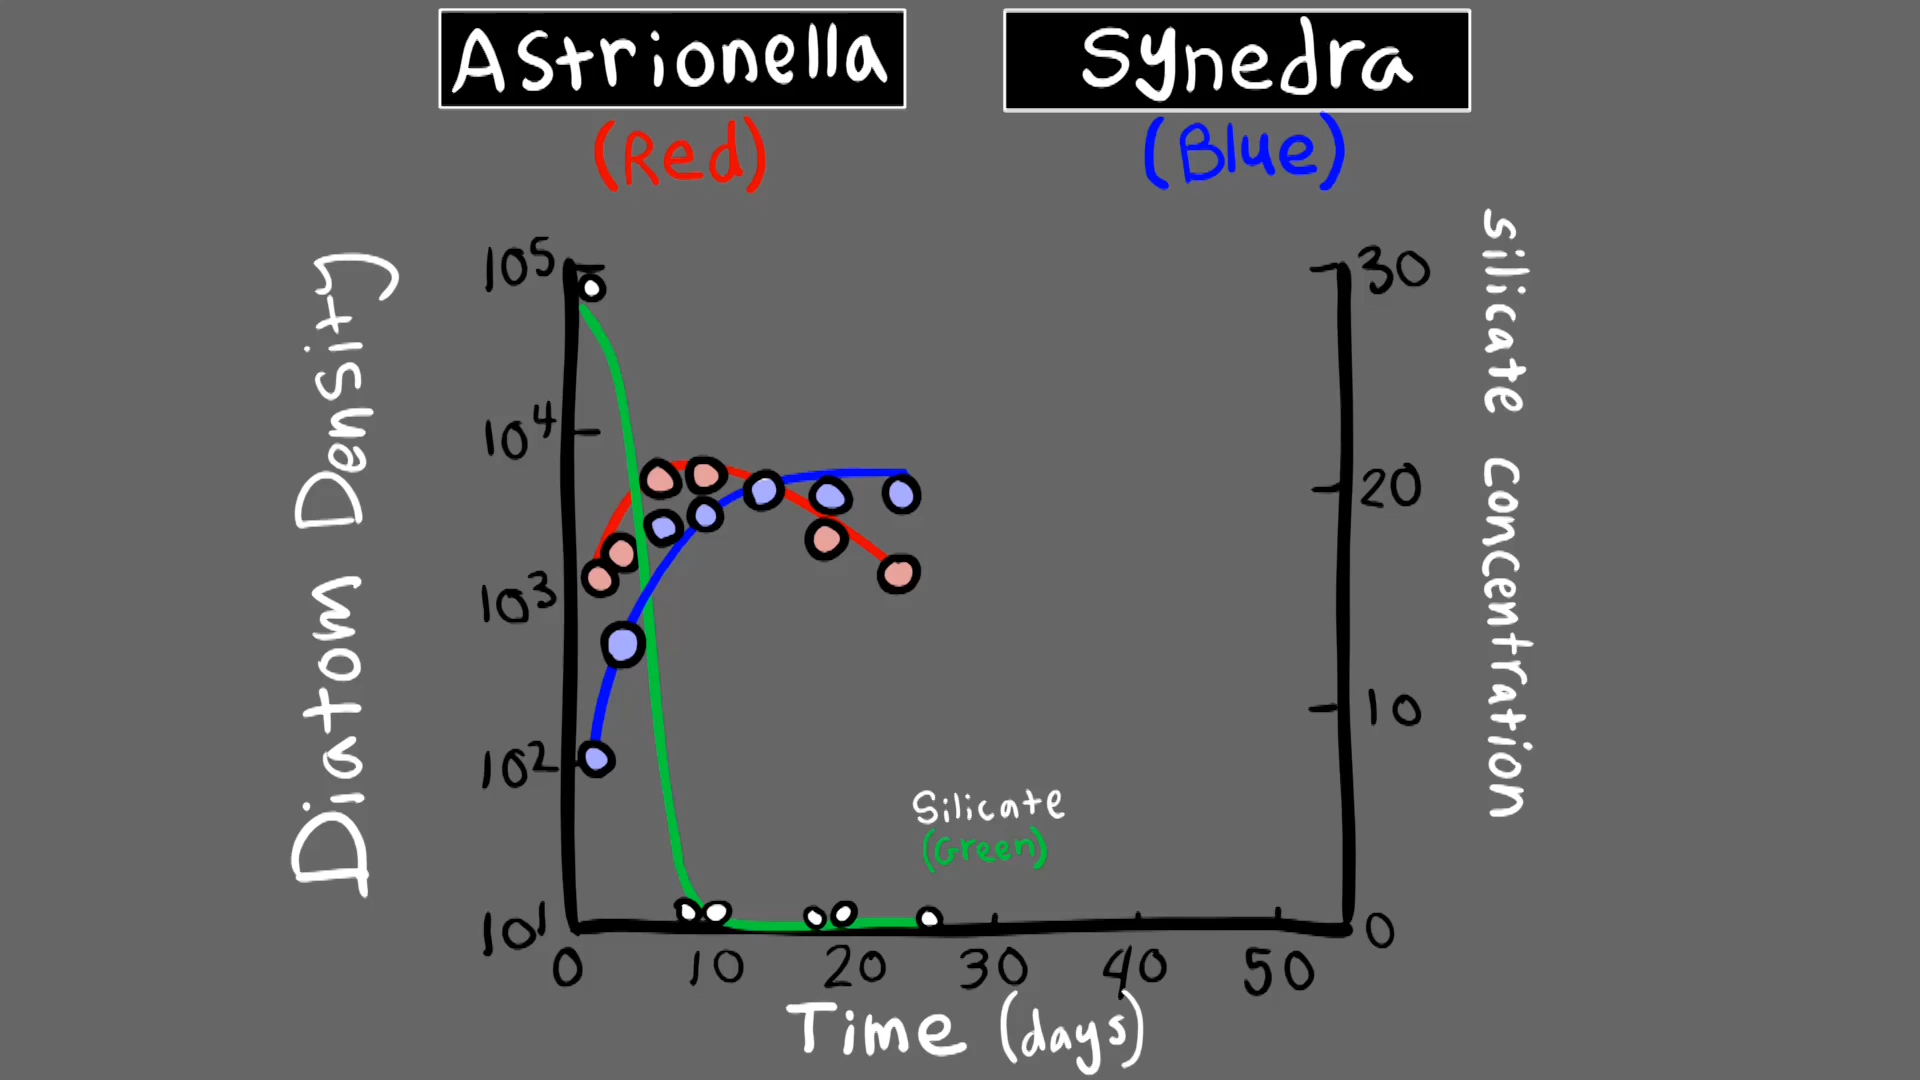 Astrionella
Synedra
(Red)
(Blue)
Diatom Density
10⁵
10⁴
10³
10²
10¹
30
20
10
0
silicate concentration
Silicate
(Green)
0 10 20 30 40 50
Time (days)